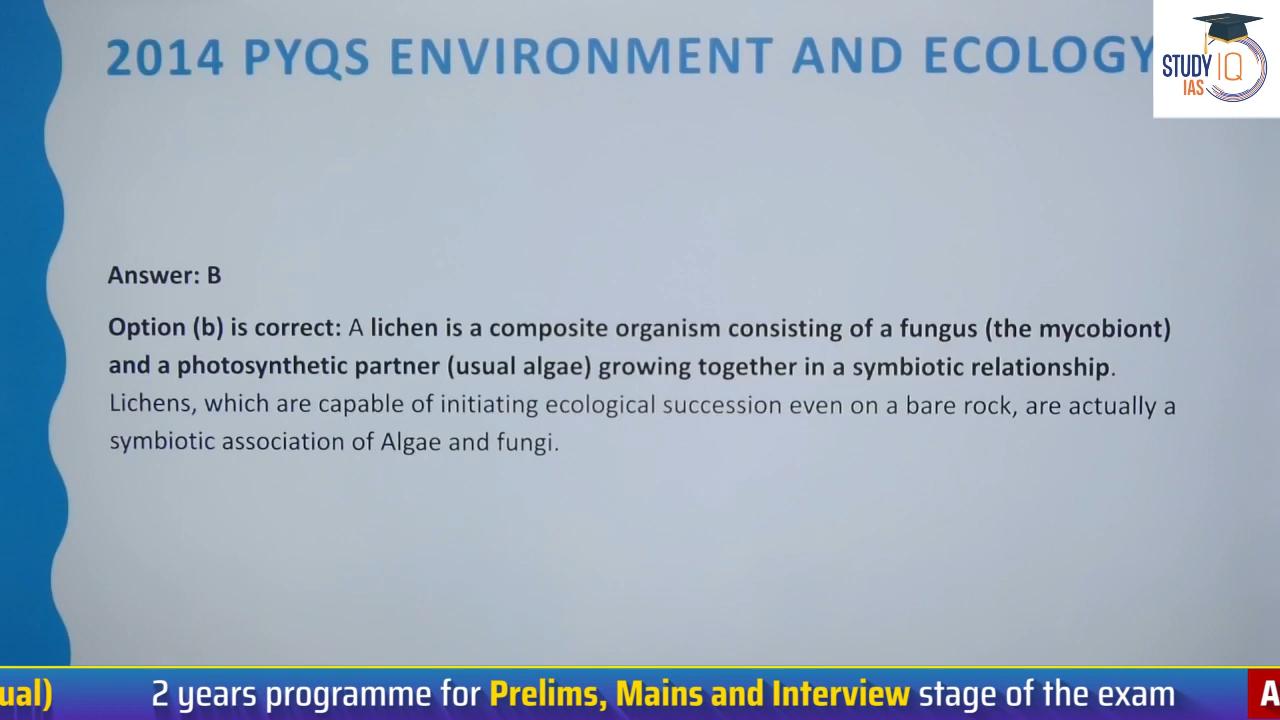 2014 PYQS ENVIRONMENT AND ECOLOGY
STUDY IQ
IAS
Answer: B
Option (b) is correct: A lichen is a composite organism consisting of a fungus (the mycobiont)
and a photosynthetic partner (usual algae) growing together in a symbiotic relationship.
Lichens, which are capable of initiating ecological succession even on a bare rock, are actually a
symbiotic association of Algae and fungi.
ual) 2 years programme for Prelims, Mains and Interview stage of the exam A